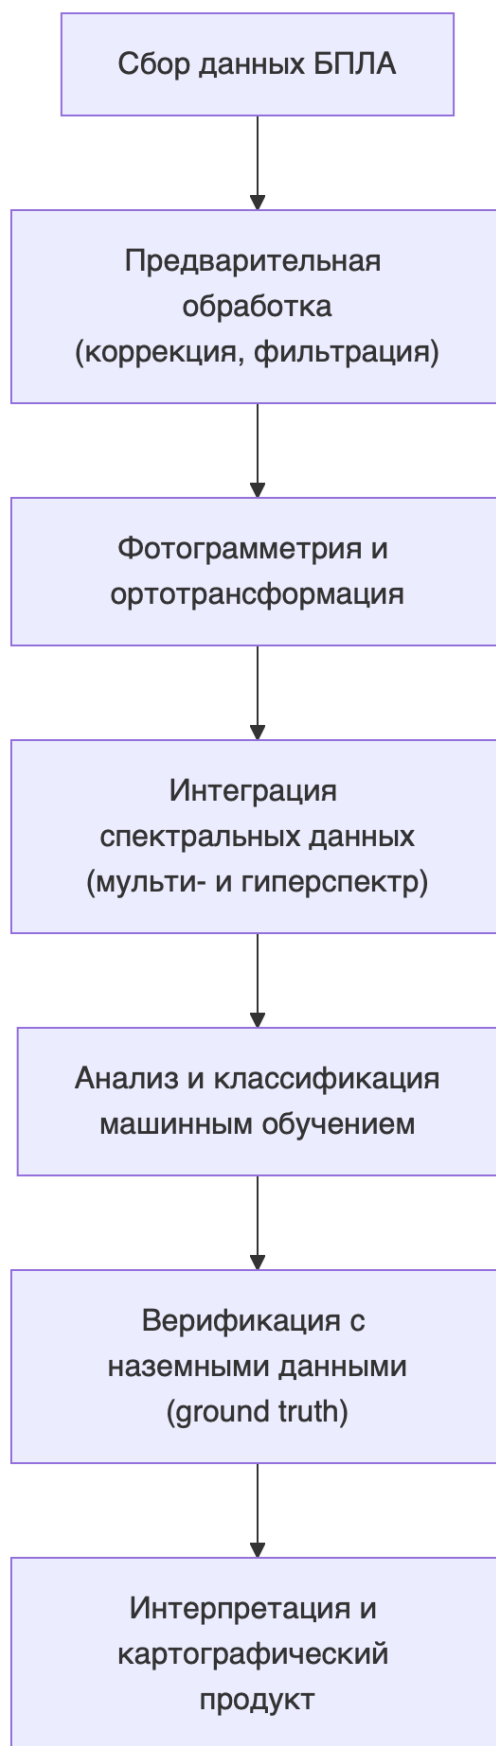 Сбор данных БПЛА
Предварительная
обработка
(коррекция, фильтрация)
Фотограмметрия и
ортотрансформация
Интеграция
спектральных данных
(мульти- и гиперспектр)
Анализ и классификация
машинным обучением
Верификация с
наземными данными
(ground truth)
Интерпретация и
картографический
продукт